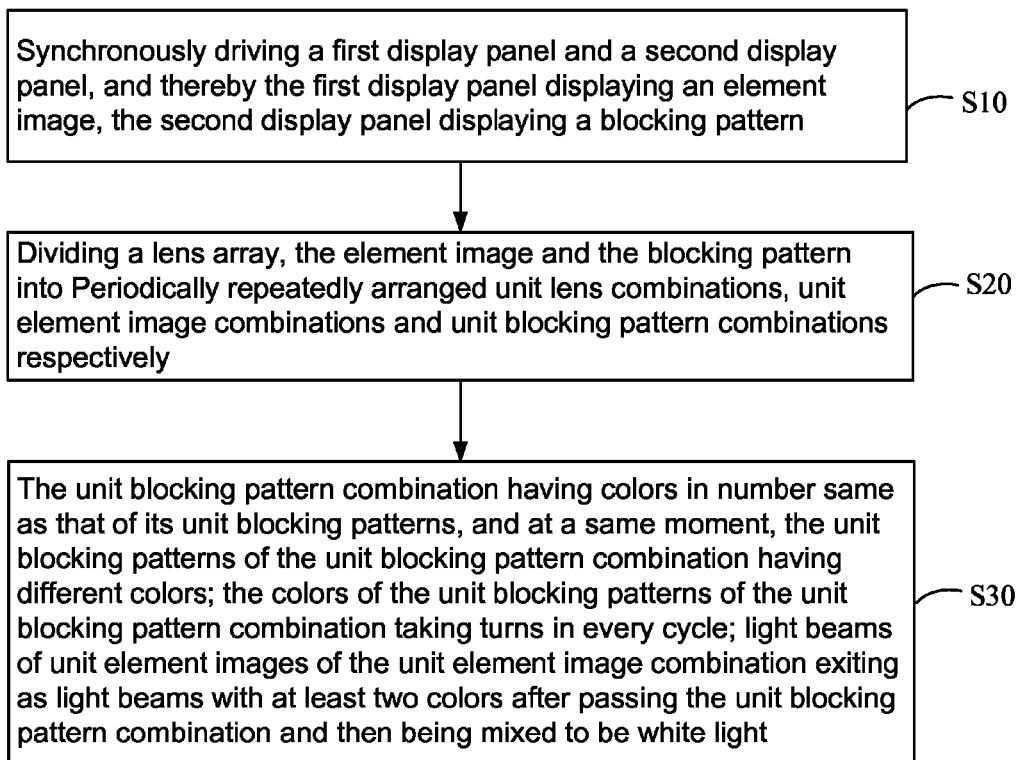 Synchronously driving a first display panel and a second display
panel, and thereby the first display panel displaying an element
image, the second display panel displaying a blocking pattern
S10
Dividing a lens array, the element image and the blocking pattern
into Periodically repeatedly arranged unit lens combinations, unit
element image combinations and unit blocking pattern combinations
respectively
S20
The unit blocking pattern combination having colors in number same
as that of its unit blocking patterns, and at a same moment, the unit
blocking patterns of the unit blocking pattern combination having
different colors; the colors of the unit blocking patterns of the unit
blocking pattern combination taking turns in every cycle; light beams
of unit element images of the unit element image combination exiting
as light beams with at least two colors after passing the unit blocking
pattern combination and then being mixed to be white light
S30